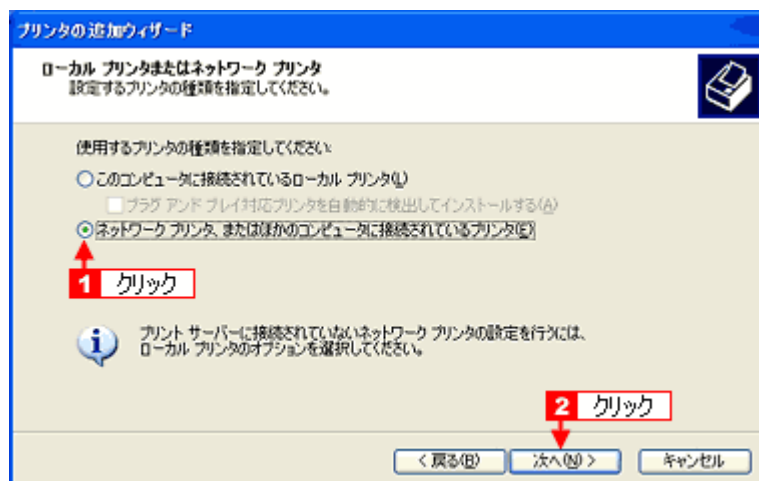 プリンタの追加ウィザード
ローカル プリンタまたはネットワーク プリンタ
設定するプリンタの種類を指定してください。
使用するプリンタの種類を指定してください:
このコンピュータに接続されているローカル プリンタ(L)
プラグ アンド プレイ対応プリンタを自動的に検出してインストールする(A)
ネットワーク プリンタ、またはほかのコンピュータに接続されているプリンタ(E)
1 クリック
プリント サーバーに接続されていないネットワーク プリンタの設定を行うには、
ローカル プリンタのオプションを選択してください。
2 クリック
< 戻る(B) 次へ(N) > キャンセル